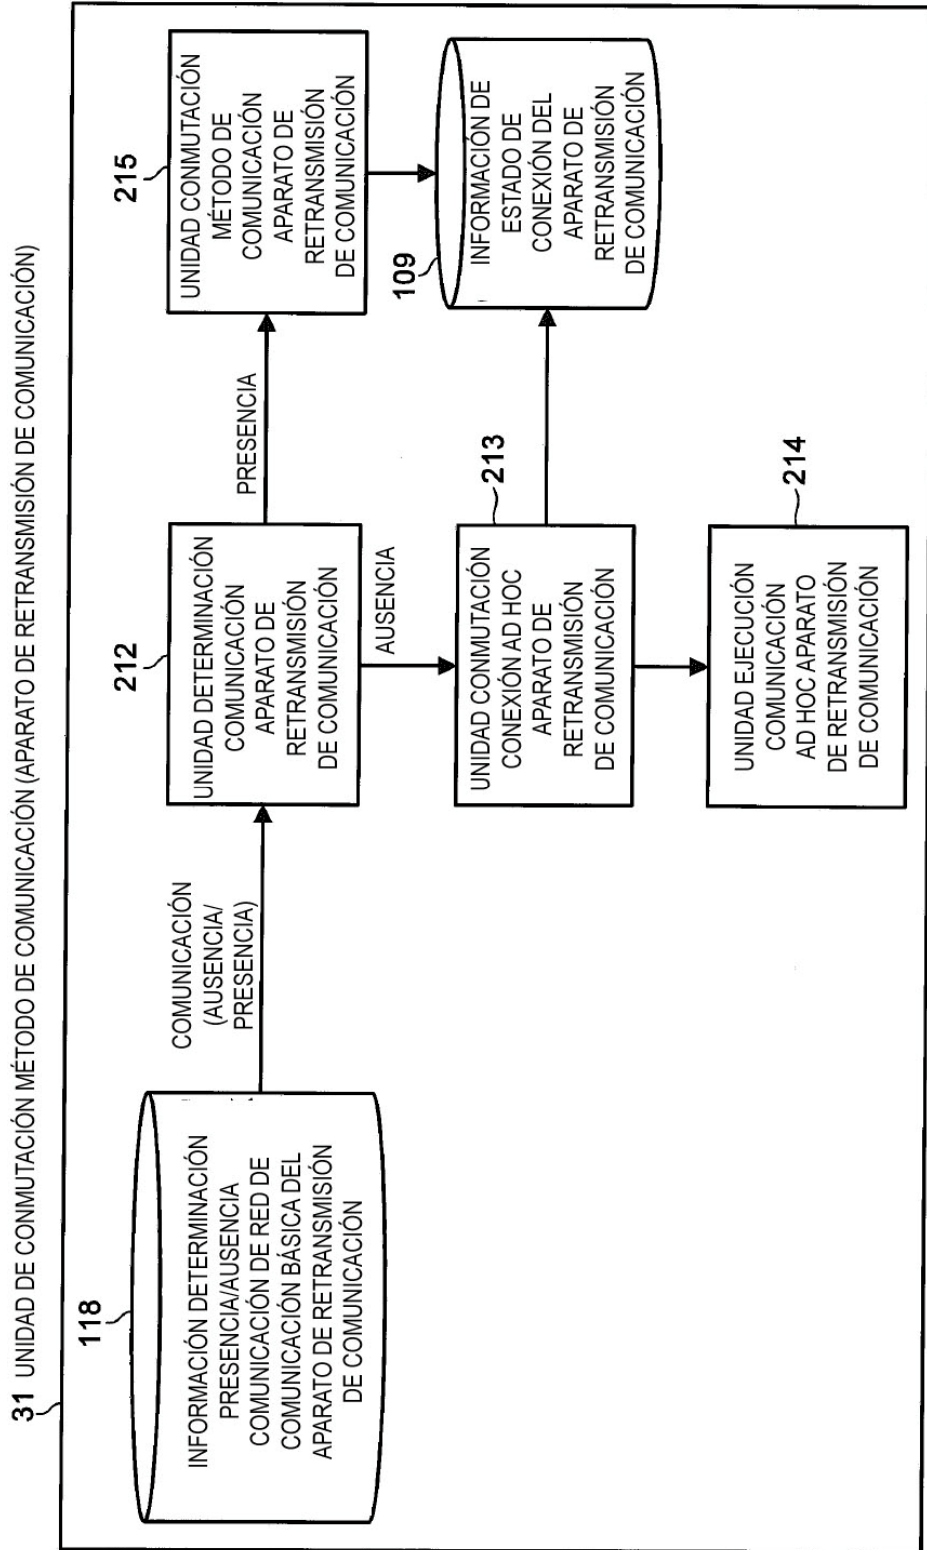 31 UNIDAD DE CONMUTACIÓN MÉTODO DE COMUNICACIÓN (APARATO DE RETRANSMISIÓN DE COMUNICACIÓN)
118
INFORMACIÓN DETERMINACIÓN
PRESENCIA/AUSENCIA
COMUNICACIÓN DE RED DE
COMUNICACIÓN BÁSICA DEL
APARATO DE RETRANSMISIÓN
DE COMUNICACIÓN
COMUNICACIÓN
(AUSENCIA/
PRESENCIA)
212
UNIDAD DETERMINACIÓN
COMUNICACIÓN
APARATO DE
RETRANSMISIÓN
DE COMUNICACIÓN
PRESENCIA
215
UNIDAD CONMUTACIÓN
MÉTODO DE
COMUNICACIÓN
APARATO DE
RETRANSMISIÓN
DE COMUNICACIÓN
AUSENCIA
213
UNIDAD CONMUTACIÓN
CONEXIÓN AD HOC
APARATO DE
RETRANSMISIÓN
DE COMUNICACIÓN
109
INFORMACIÓN DE
ESTADO DE
CONEXIÓN DEL
APARATO DE
RETRANSMISIÓN
DE COMUNICACIÓN
214
UNIDAD EJECUCIÓN
COMUNICACIÓN
AD HOC APARATO
DE RETRANSMISIÓN
DE COMUNICACIÓN